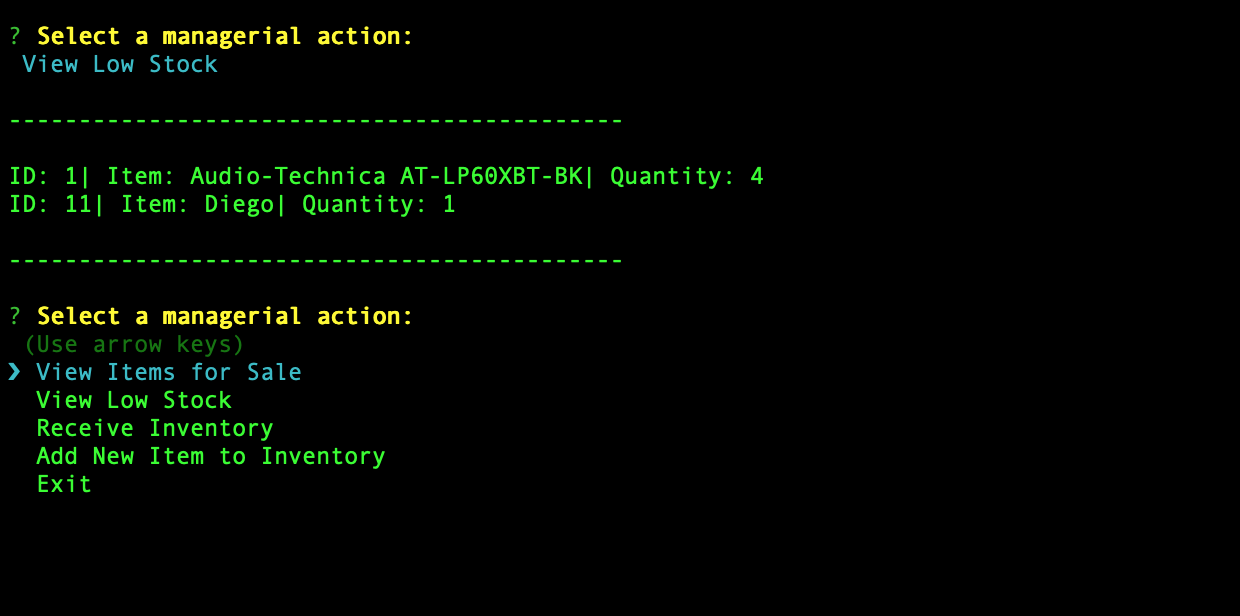 ? Select a managerial action:
View Low Stock
--------------------------------------------
ID: 1| Item: Audio-Technica AT-LP60XBT-BK| Quantity: 4
ID: 11| Item: Diego| Quantity: 1
--------------------------------------------
? Select a managerial action:
(Use arrow keys)
❯ View Items for Sale
View Low Stock
Receive Inventory
Add New Item to Inventory
Exit